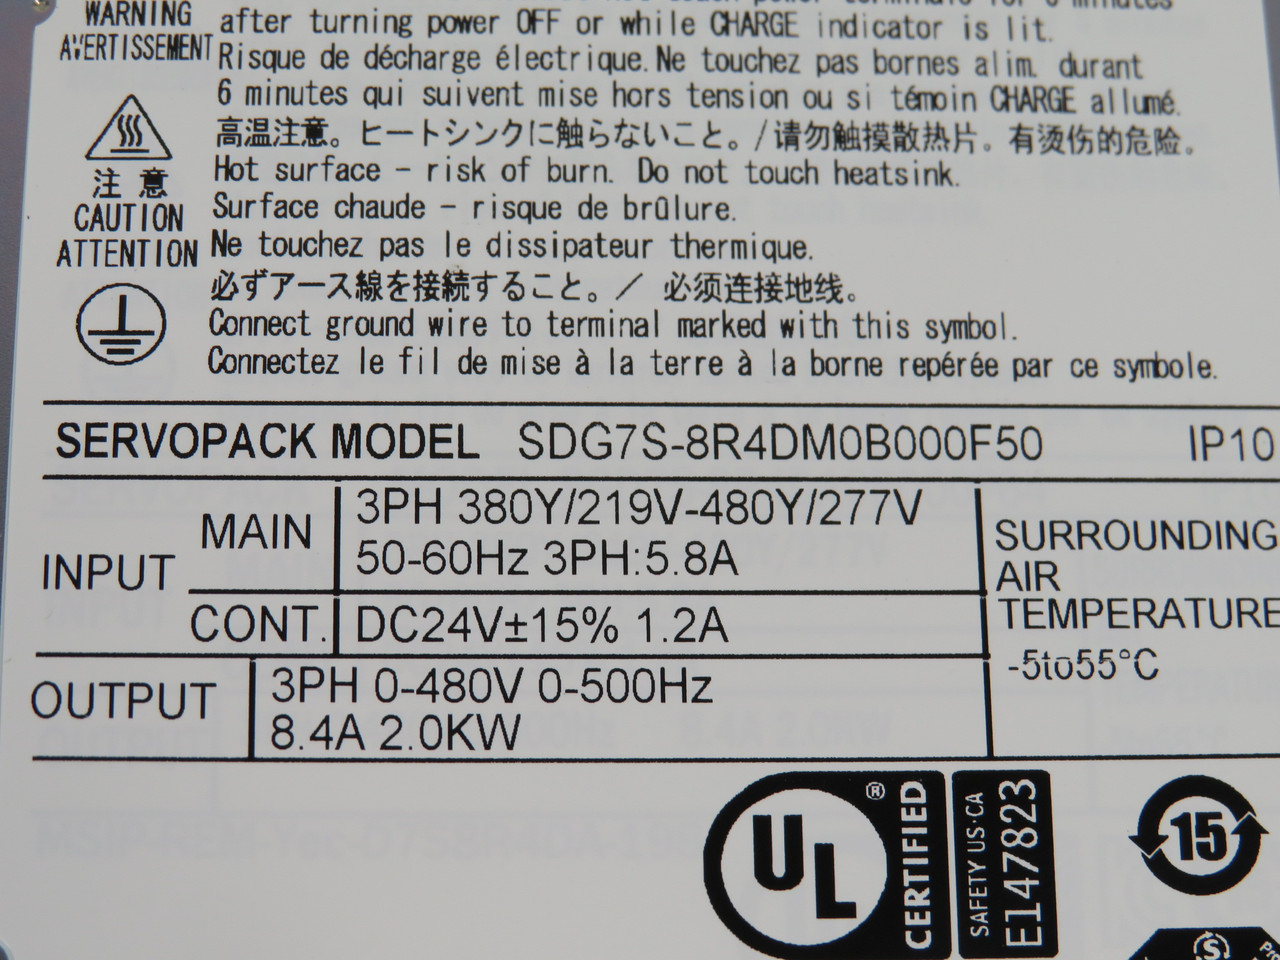 WARNING
AVERTISSEMENT
after turning power OFF or while CHARGE indicator is lit.
Risque de décharge électrique. Ne touchez pas bornes alim. durant
6 minutes qui suivent mise hors tension ou si témoin CHARGE allumé.
注 意
CAUTION
ATTENTION
高温注意。ヒートシンクに触らないこと。/请勿触摸散热片。有烫伤的危险。
Hot surface - risk of burn. Do not touch heatsink.
Surface chaude - risque de brûlure.
Ne touchez pas le dissipateur thermique.
必ずアース線を接続すること。/ 必须连接地线。
Connect ground wire to terminal marked with this symbol.
Connectez le fil de mise à la terre à la borne repérée par ce symbole.
SERVOPACK MODEL SDG7S-8R4DM0B000F50 IP10
INPUT
MAIN
3PH 380Y/219V-480Y/277V
50-60Hz 3PH:5.8A
CONT.
DC24V±15% 1.2A
OUTPUT
3PH 0-480V 0-500Hz
8.4A 2.0KW
SURROUNDING
AIR
TEMPERATURE
-5to55°C
UL
®
CERTIFIED
SAFETY US·CA
E147823
15
S